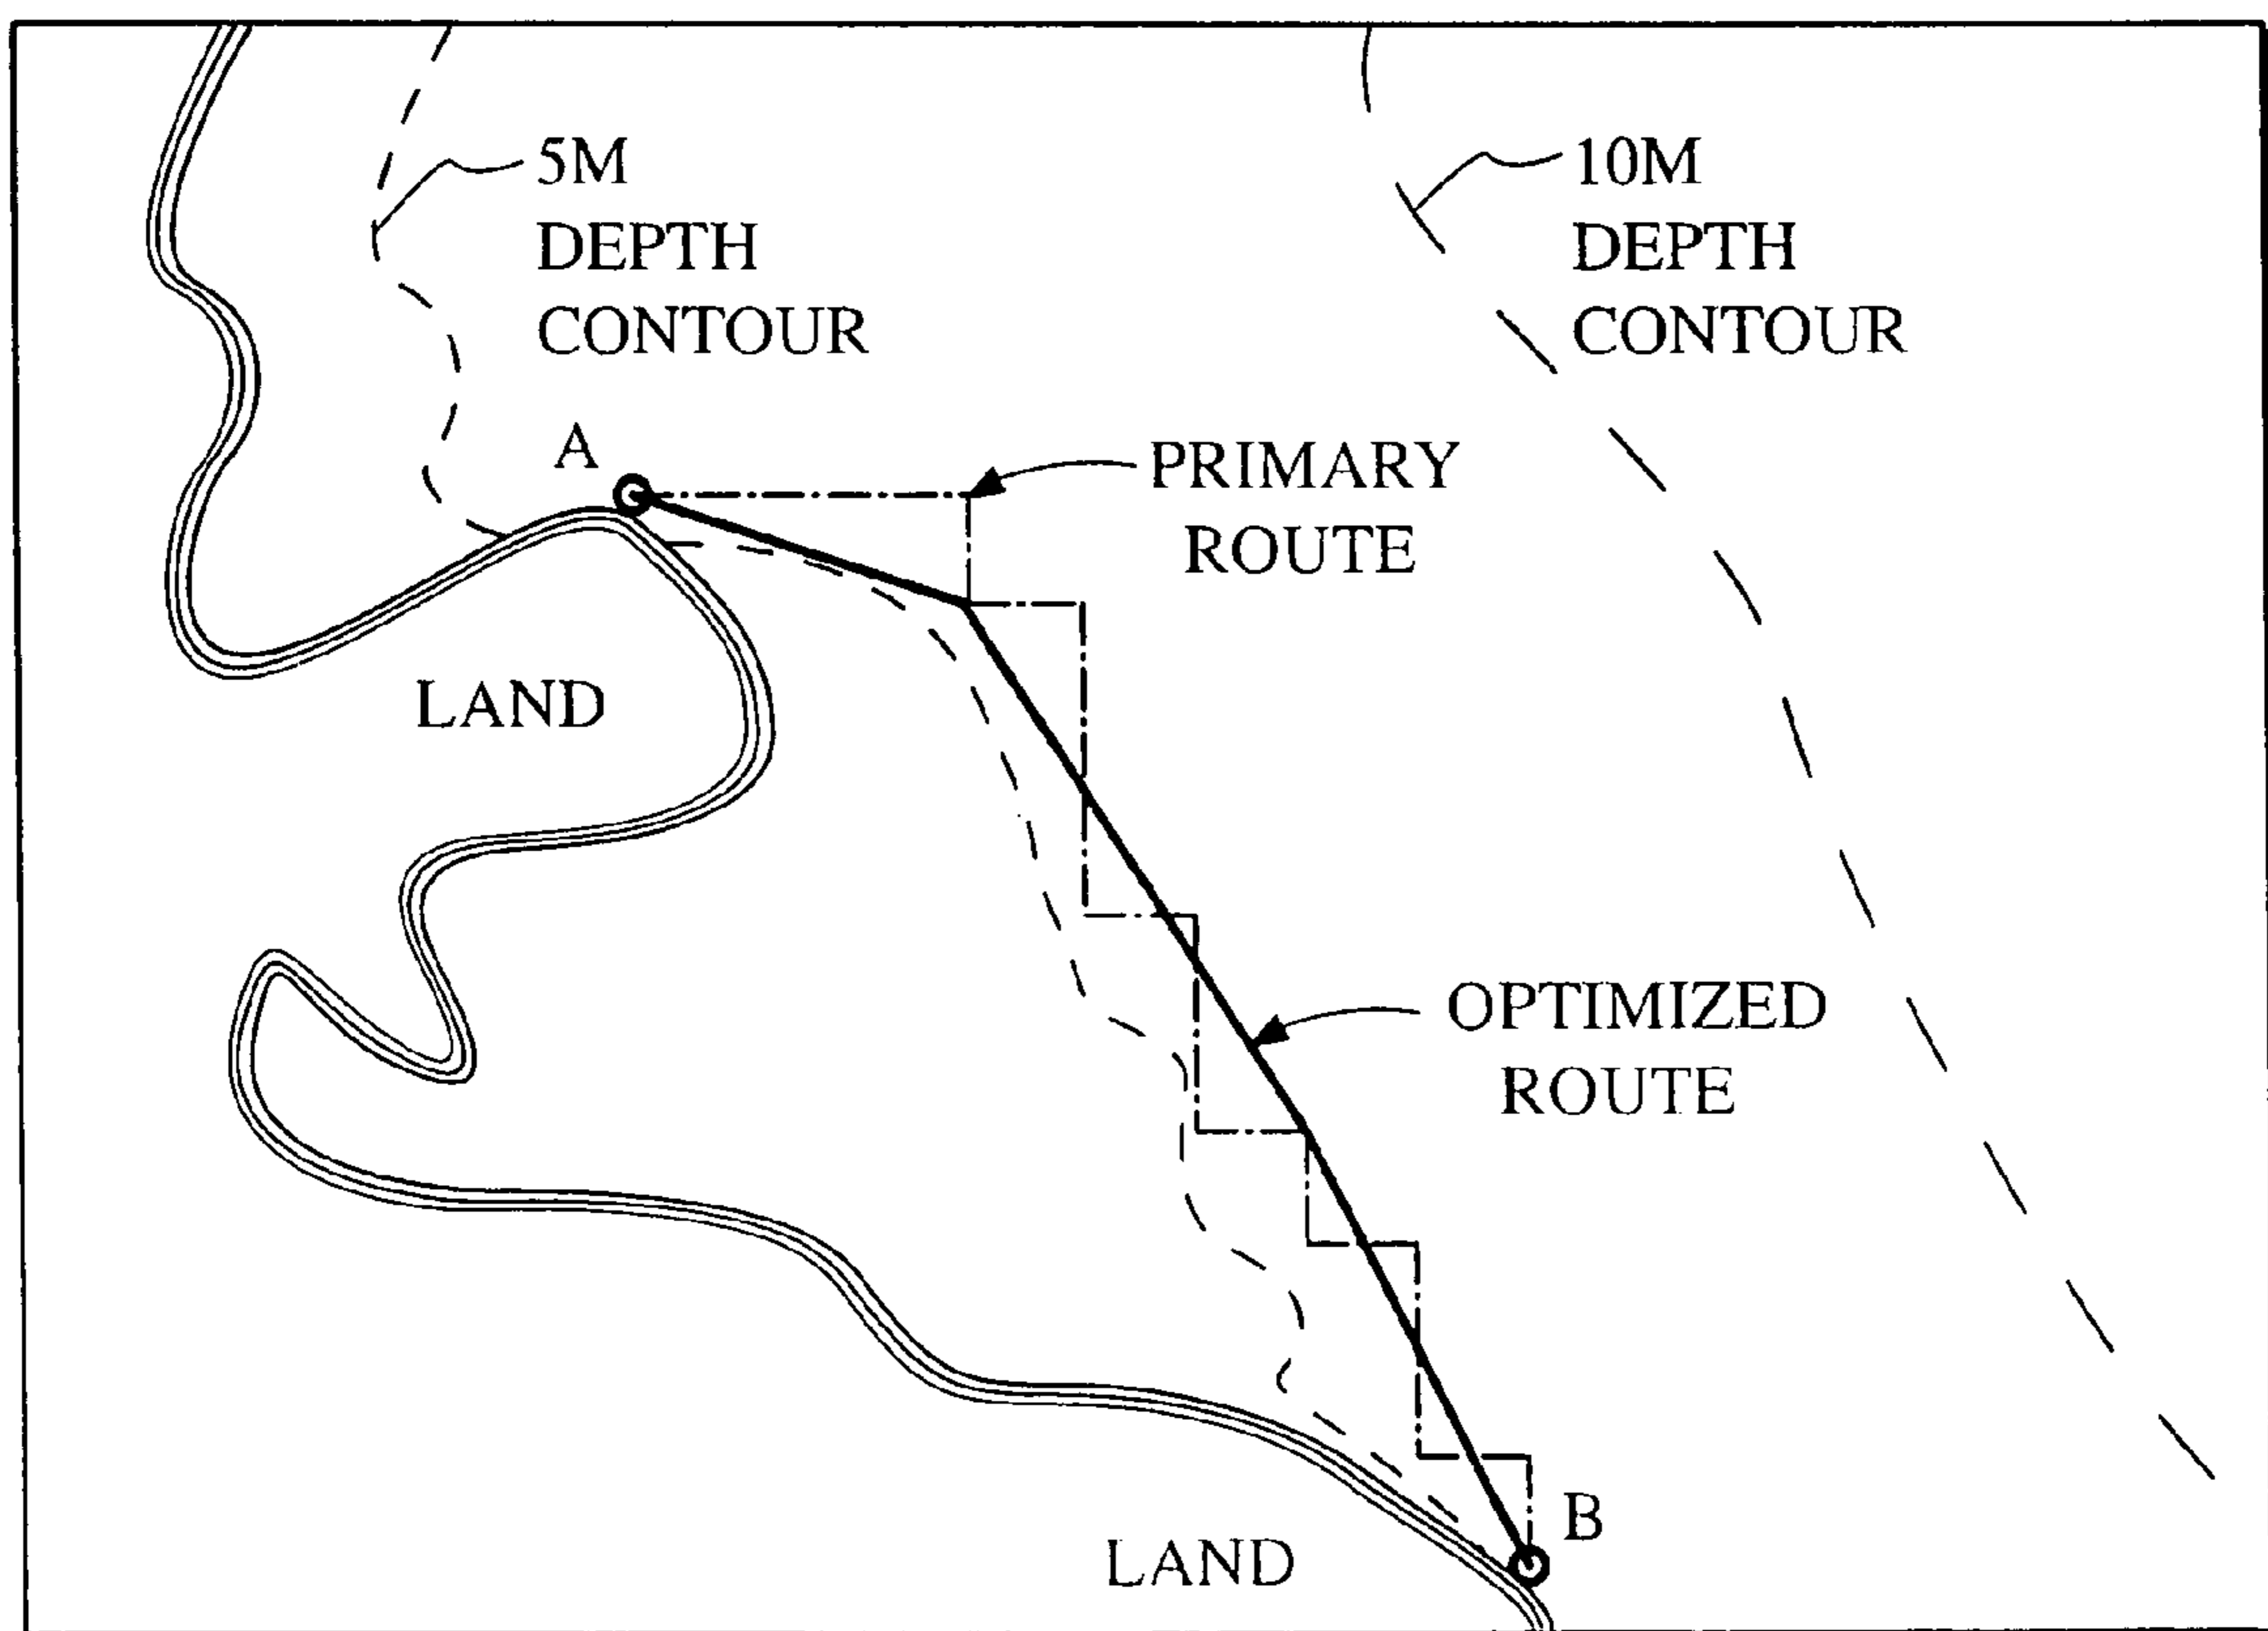 5M
DEPTH
CONTOUR
10M
DEPTH
CONTOUR
A
PRIMARY
ROUTE
LAND
OPTIMIZED
ROUTE
B
LAND